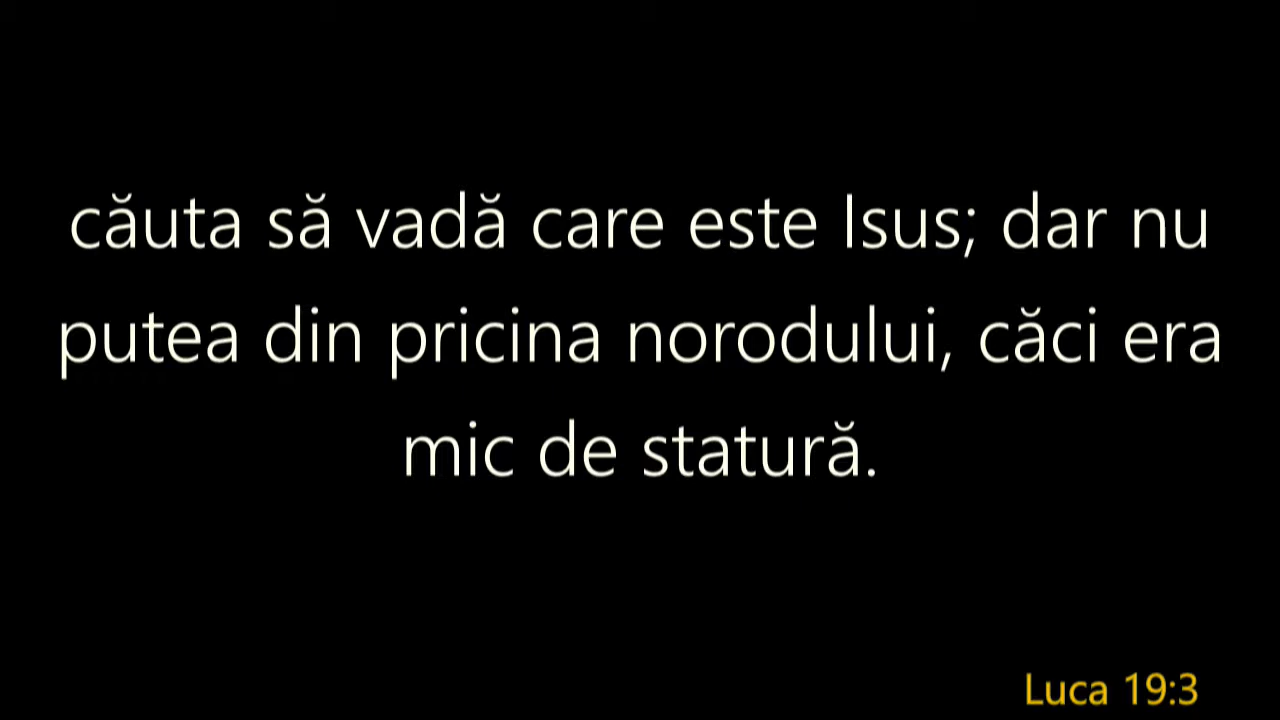 căuta să vadă care este Isus; dar nu
putea din pricina norodului, căci era
mic de statură.
Luca 19:3